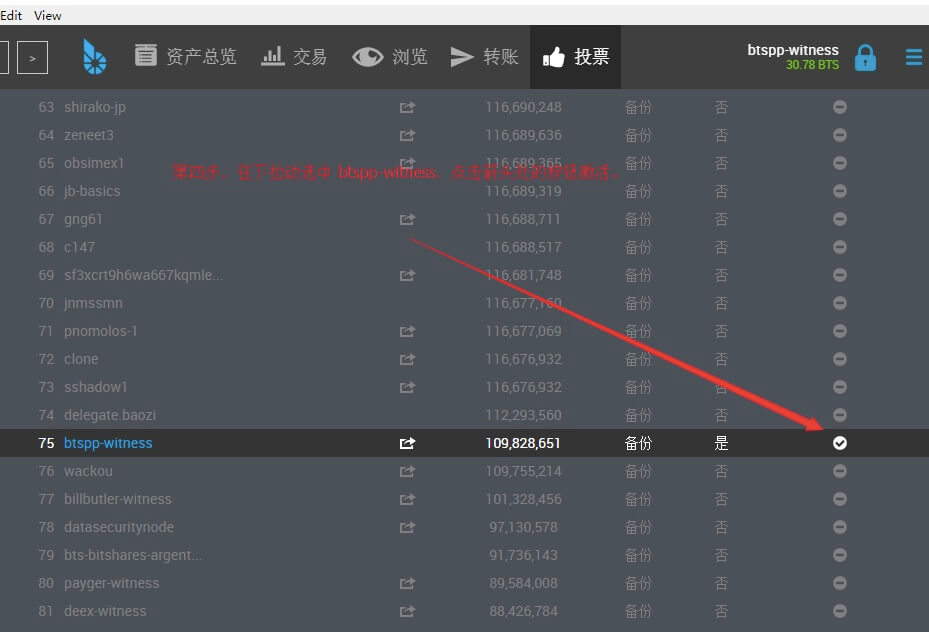 Edit View
>
资产总览 交易 浏览 转账 投票
btspp-witness
30.78 BTS
63 shirako-jp 116,690,248 备份 否
64 zeneet3 116,689,636 备份 否
65 obsimex1 116,689,365 备份 否
第四步，往下拉动选中 btspp-witness，点击箭头处的按钮激活。
66 jb-basics 116,689,319 备份 否
67 gng61 116,688,711 备份 否
68 c147 116,688,517 备份 否
69 sf3xcrt9h6wa667kqmle... 116,681,748 备份 否
70 jnmssmn 116,677,160 备份 否
71 pnomolos-1 116,677,069 备份 否
72 clone 116,676,932 备份 否
73 sshadow1 116,676,932 备份 否
74 delegate.baozi 112,293,560 备份 否
75 btspp-witness 109,828,651 备份 是
76 wackou 109,755,214 备份 否
77 billbutler-witness 101,328,456 备份 否
78 datasecuritynode 97,130,578 备份 否
79 bts-bitshares-argent... 91,736,143 备份 否
80 payger-witness 89,584,008 备份 否
81 deex-witness 88,426,784 备份 否